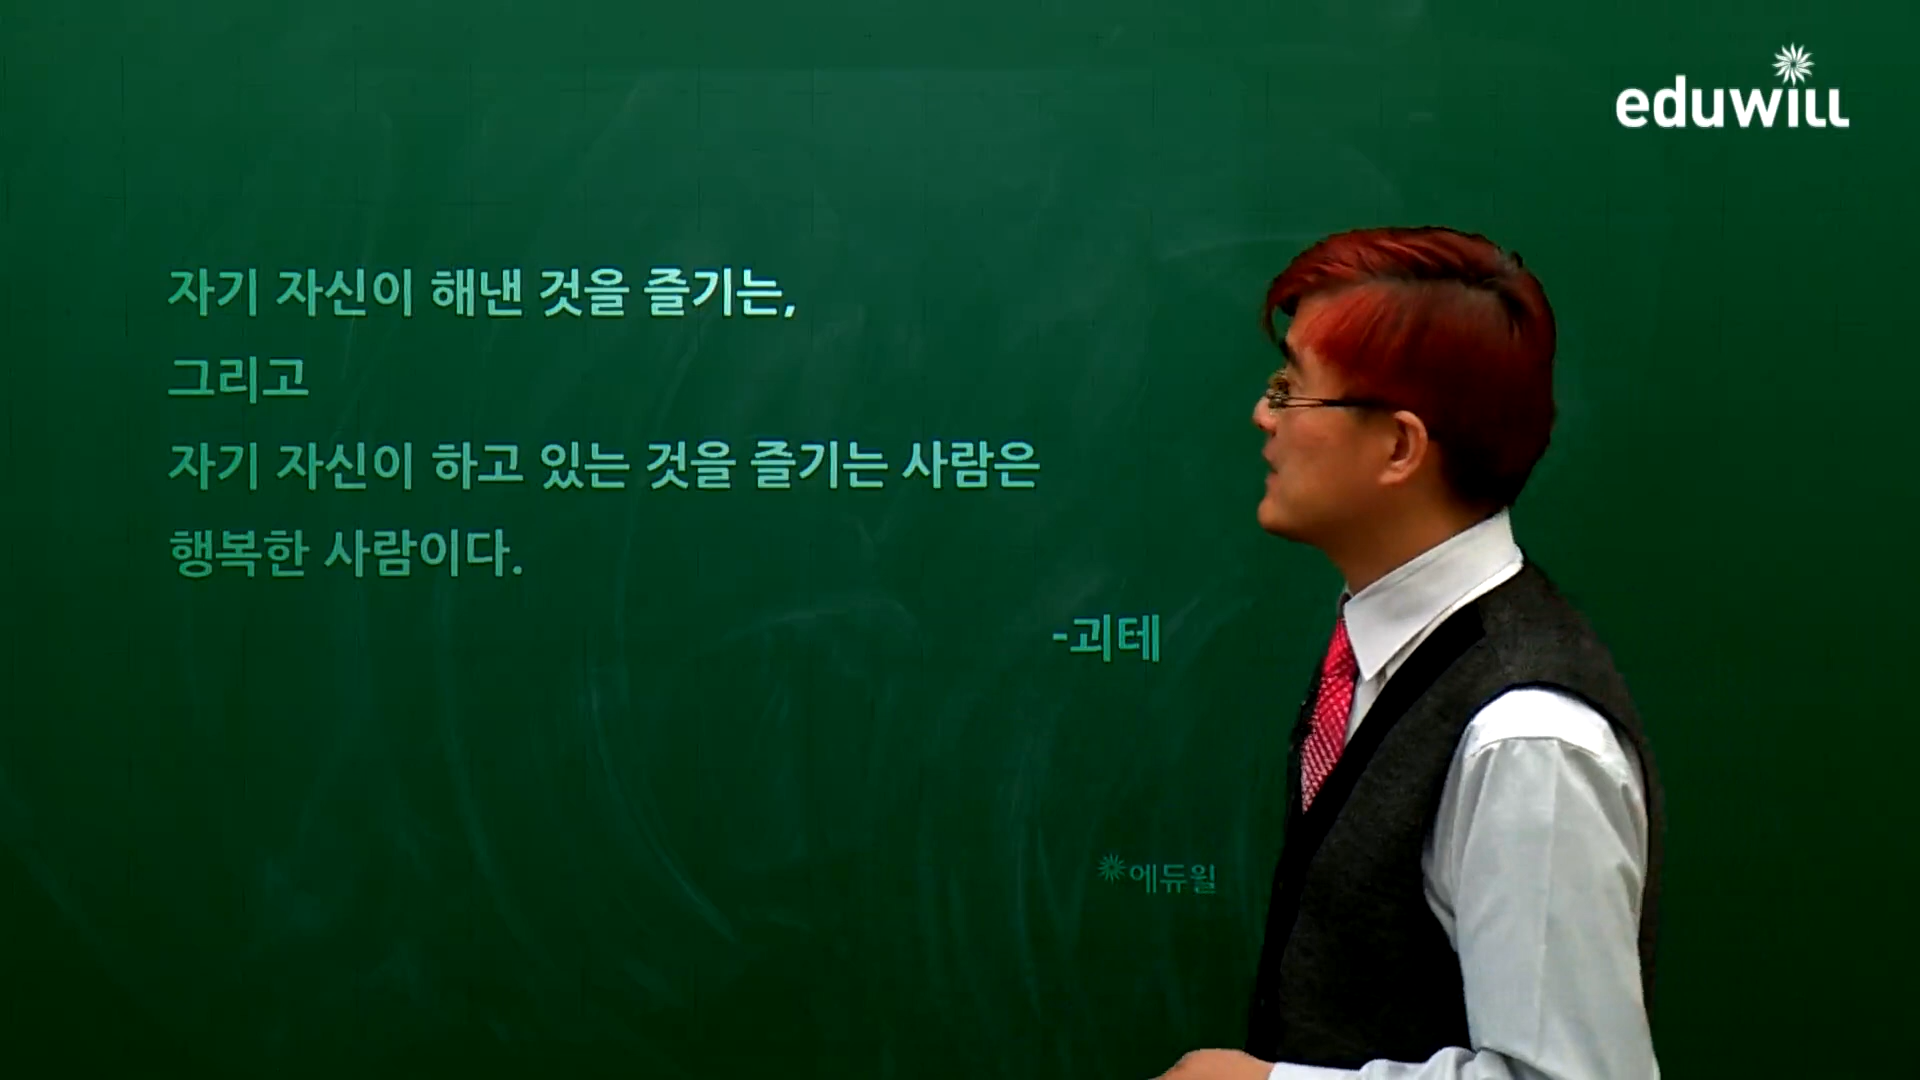 eduwill
자기 자신이 해낸 것을 즐기는,
그리고
자기 자신이 하고 있는 것을 즐기는 사람은
행복한 사람이다.
-괴테
에듀윌